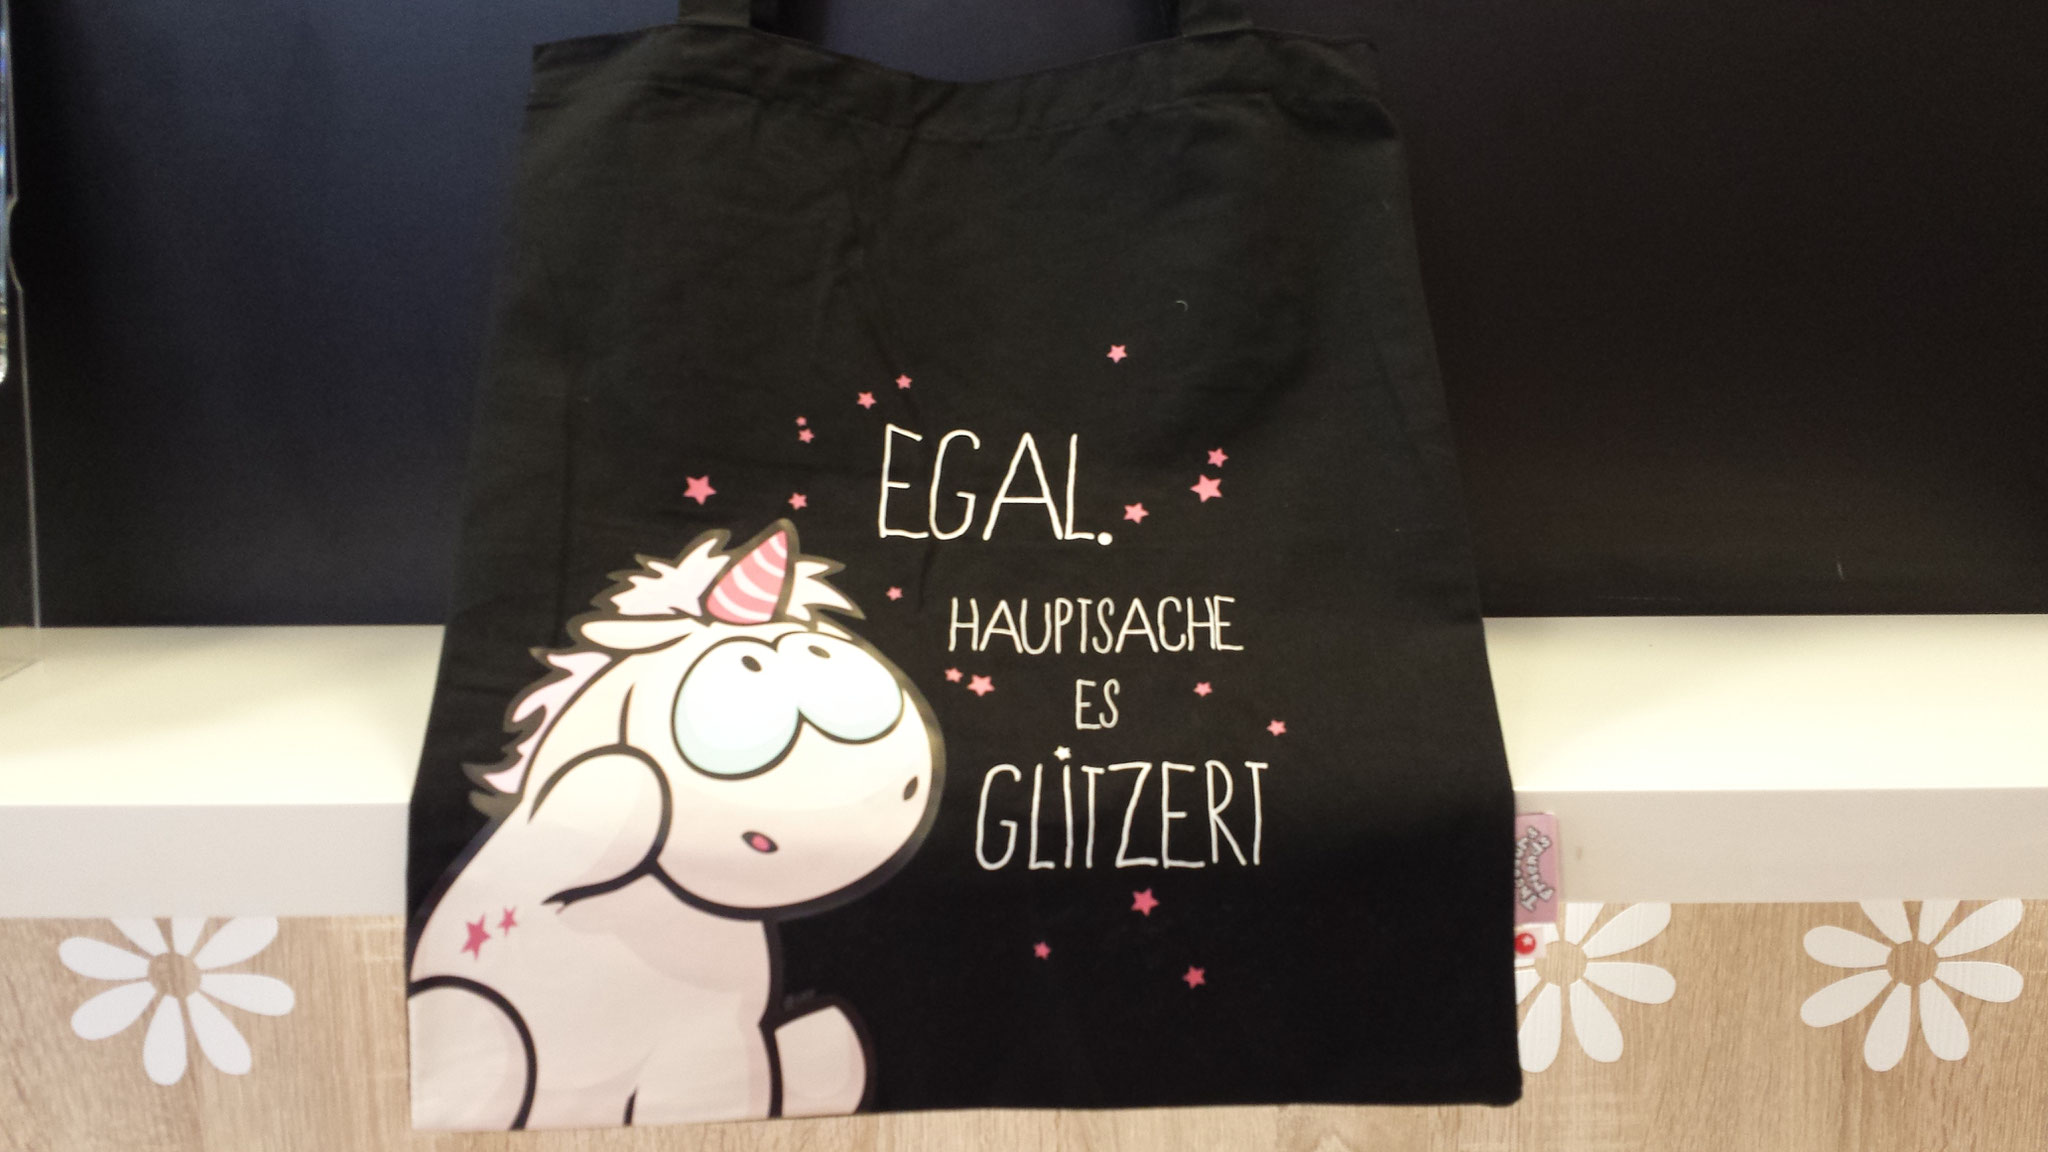 EGAL.
HAUPTSACHE
ES
GLITZERT